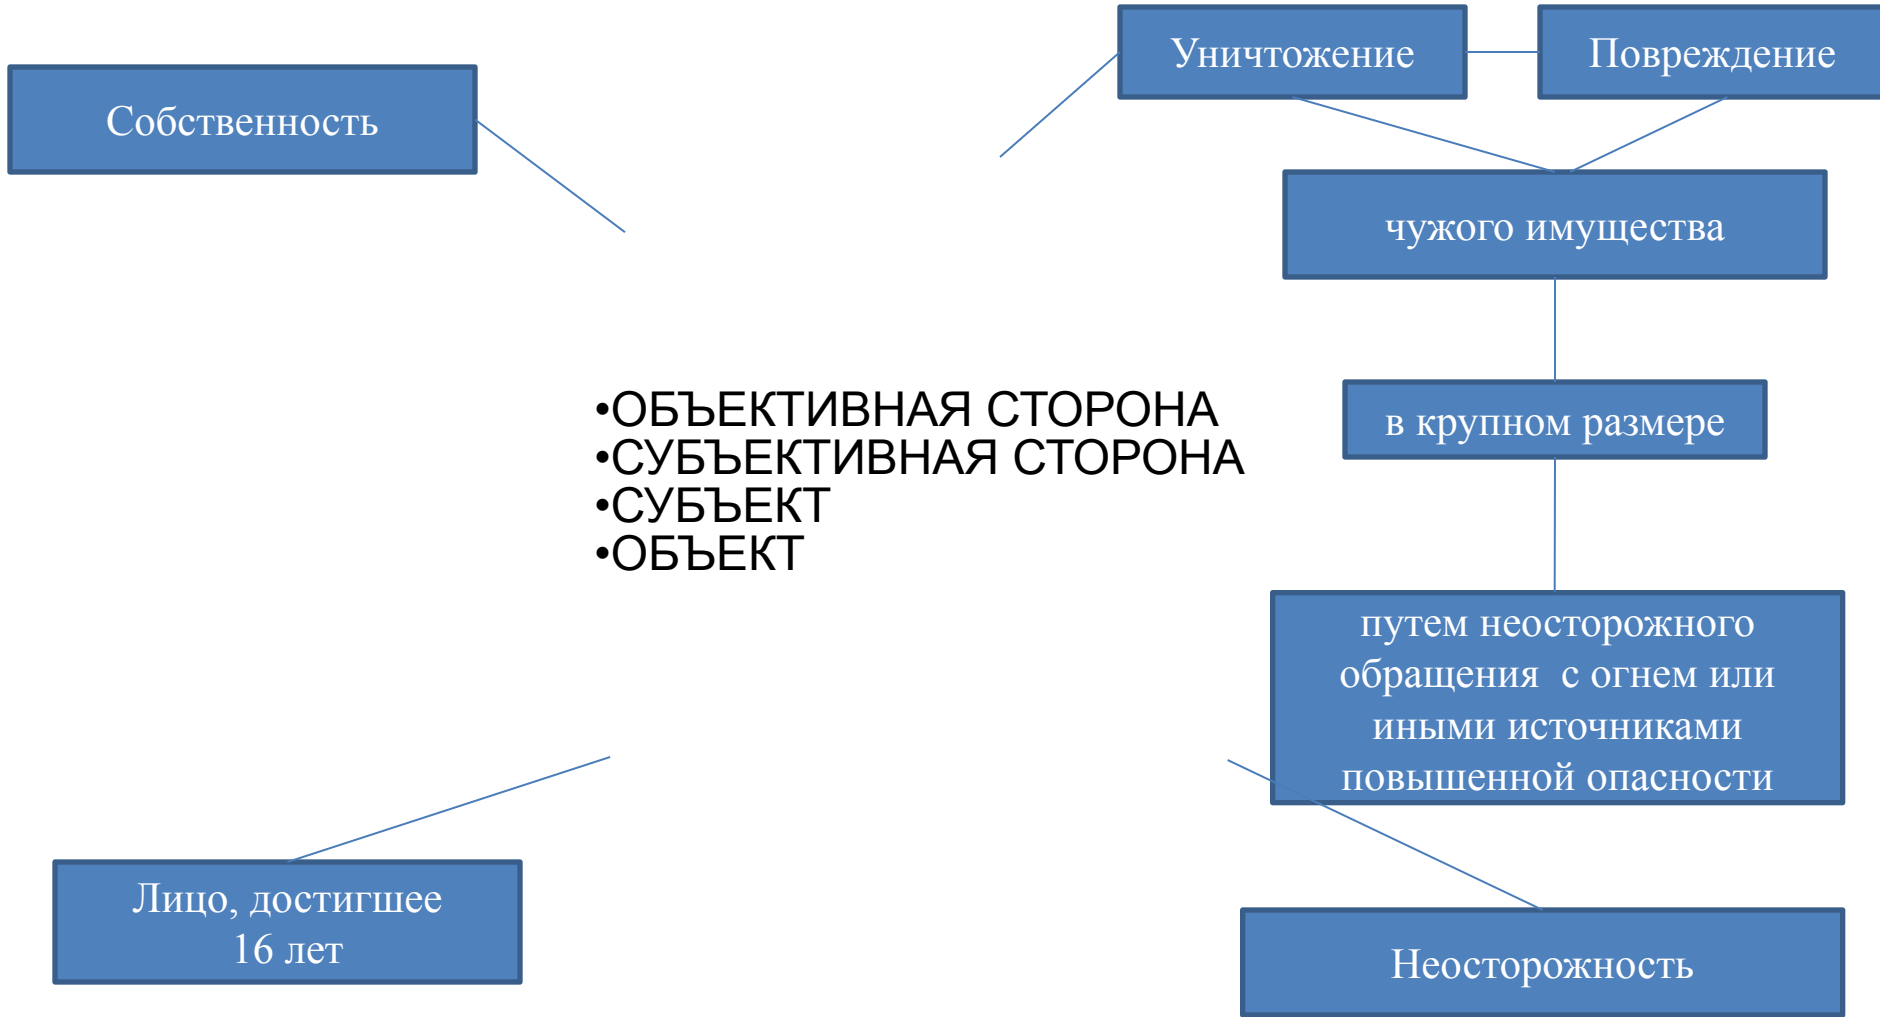 Уничтожение
Повреждение
Собственность
чужого имущества
•ОБЪЕКТИВНАЯ СТОРОНА
•СУБЪЕКТИВНАЯ СТОРОНА
•СУБЪЕКТ
•ОБЪЕКТ
в крупном размере
путем неосторожного
обращения с огнем или
иными источниками
повышенной опасности
Лицо, достигшее
16 лет
Неосторожность